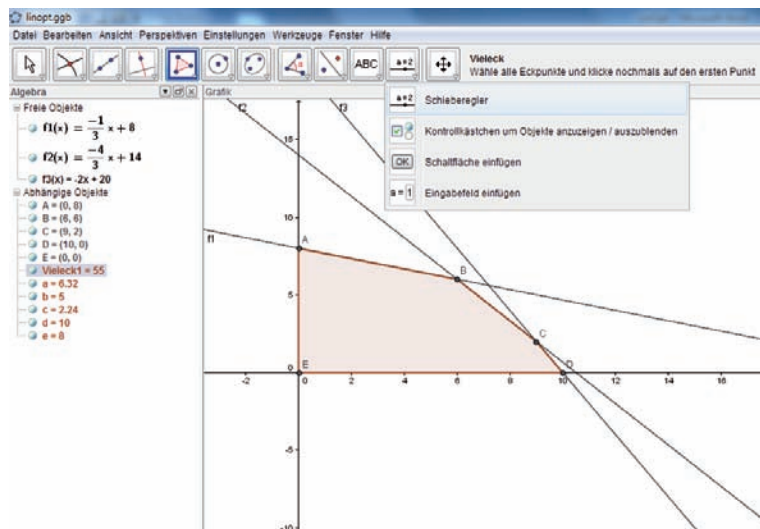 linopt.ggb
Datei Bearbeiten Ansicht Perspektiven Einstellungen Werkzeuge Fenster Hilfe
ABC
a=2
Vieleck
Wähle alle Eckpunkte und klicke nochmals auf den ersten Punkt
Algebra
Grafik
Freie Objekte
f1(x) = -1/3 x + 8
f2(x) = -4/3 x + 14
f3(x) = -2x + 20
Abhängige Objekte
A = (0, 8)
B = (6, 6)
C = (9, 2)
D = (10, 0)
E = (0, 0)
Vieleck1 = 55
a = 6.32
b = 5
c = 2.24
d = 10
e = 8
a=2 Schieberegler
Kontrollkästchen um Objekte anzuzeigen / auszublenden
OK Schaltfläche einfügen
a = 1 Eingabefeld einfügen
f2
f3
15
10
f1
A
B
5
C
E
D
0
-2 0 2 4 6 8 10 12 14 16
-5
-10